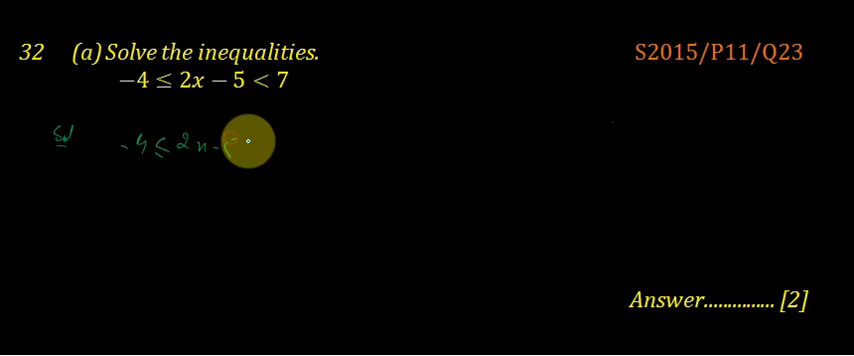 32 (a) Solve the inequalities. S2015/P11/Q23
−4 ≤ 2x − 5 < 7
Sol -4 ≤ 2x - 5
Answer............... [2]